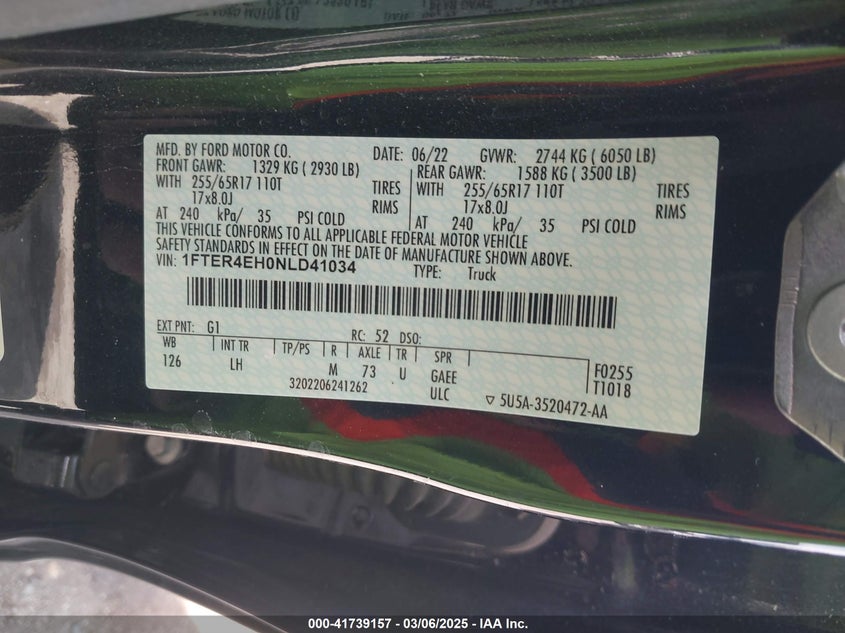 MFD. BY FORD MOTOR CO. DATE: 06/22 GVWR: 2744 KG ( 6050 LB)
FRONT GAWR: 1329 KG ( 2930 LB) REAR GAWR: 1588 KG ( 3500 LB)
WITH 255/65R17 110T TIRES WITH 255/65R17 110T TIRES
17x8.0J RIMS 17x8.0J RIMS
AT 240 kPa/ 35 PSI COLD AT 240 kPa/ 35 PSI COLD
THIS VEHICLE CONFORMS TO ALL APPLICABLE FEDERAL MOTOR VEHICLE
SAFETY STANDARDS IN EFFECT ON THE DATE OF MANUFACTURE SHOWN ABOVE.
VIN: 1FTER4EH0NLD41034 TYPE: Truck
EXT PNT: G1 RC: 52 DSO:
WB INT TR TP/PS R AXLE TR SPR
126 LH M 73 U GAEE F0255
3202206241262 ULC T1018
5U5A-3520472-AA
000-41739157 — 03/06/2025 — IAA Inc.